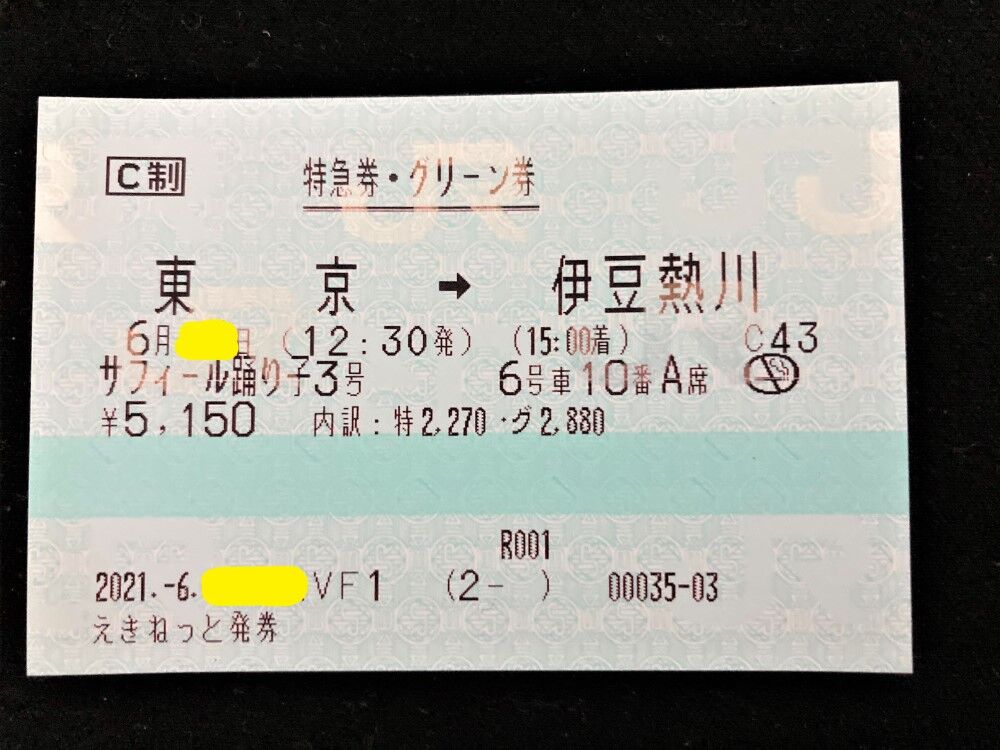 C制 特急券・グリーン券
東京 → 伊豆熱川
6月 日 (12:30発) (15:00着) C43
サフィール踊り子3号 6号車10番A席
¥5,150 内訳:特2,270・グ2,880
R001
2021.-6. VF1 (2- ) 00035-03
えきねっと発券